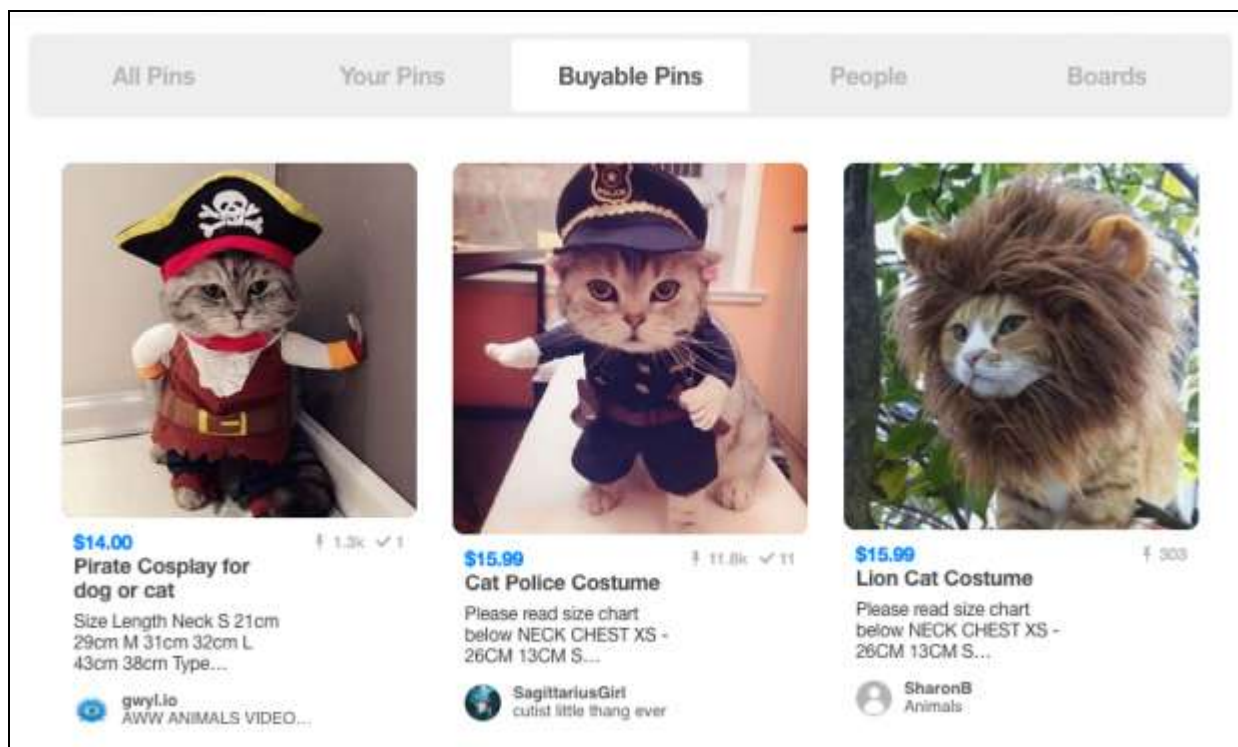 All Pins
Your Pins
Buyable Pins
People
Boards
POLICE
$14.00
1.3k
1
Pirate Cosplay for
dog or cat
Size Length Neck S 21cm
29cm M 31cm 32cm L
43cm 38cm Type...
gwyl.io
AWW ANIMALS VIDEO...
$15.99
11.8k
11
Cat Police Costume
Please read size chart
below NECK CHEST XS -
26CM 13CM S...
SagittariusGirl
cutist little thang ever
$15.99
303
Lion Cat Costume
Please read size chart
below NECK CHEST XS -
26CM 13CM S...
SharonB
Animals